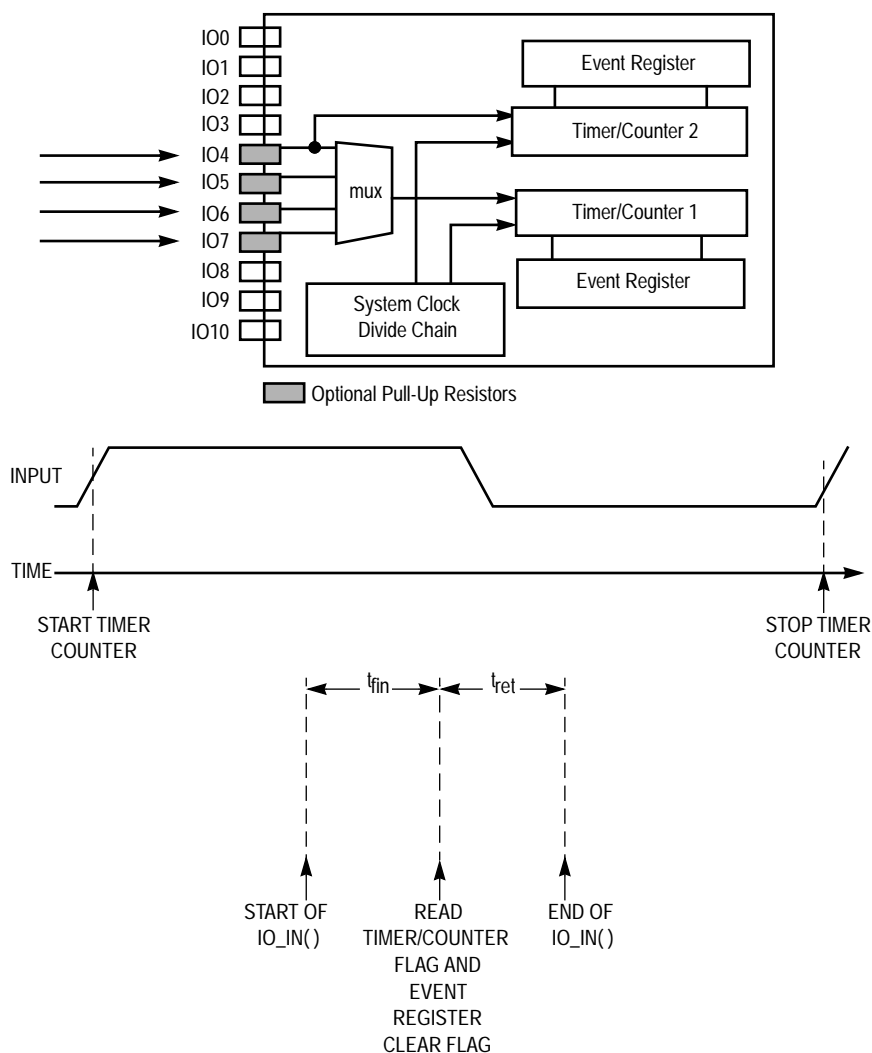 IO0
IO1
IO2
IO3
IO4
IO5
IO6
IO7
IO8
IO9
IO10
mux
Event Register
Timer/Counter 2
Timer/Counter 1
Event Register
System Clock
Divide Chain
Optional Pull-Up Resistors
INPUT
TIME
START TIMER
COUNTER
STOP TIMER
COUNTER
tfin
tret
START OF
IO_IN( )
READ
TIMER/COUNTER
FLAG AND
EVENT
REGISTER
CLEAR FLAG
END OF
IO_IN( )